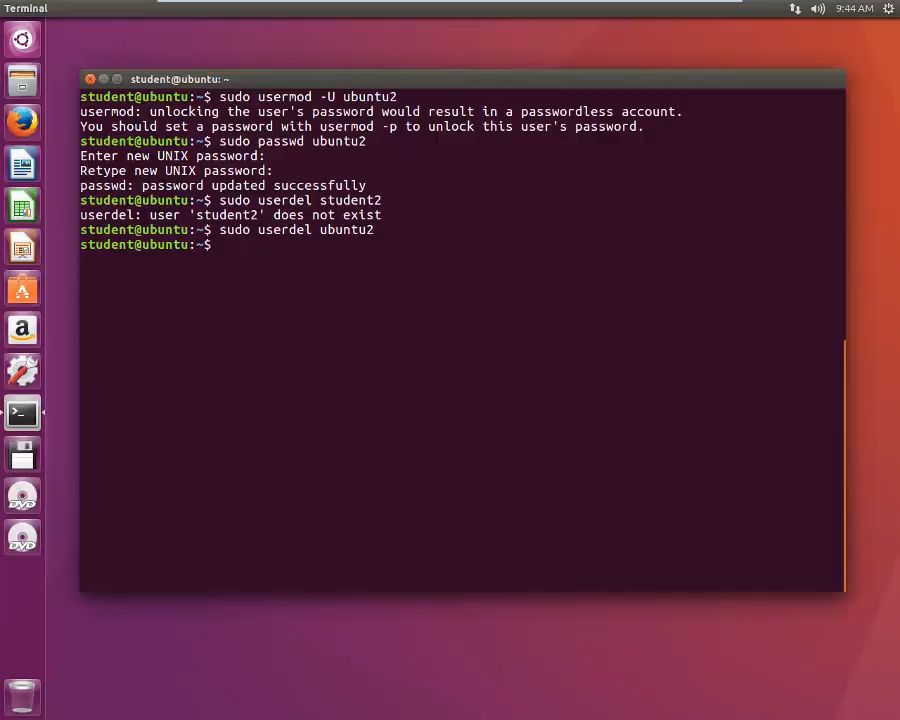 Terminal
9:44 AM
student@ubuntu: ~
student@ubuntu:~$ sudo usermod -U ubuntu2
usermod: unlocking the user's password would result in a passwordless account.
You should set a password with usermod -p to unlock this user's password.
student@ubuntu:~$ sudo passwd ubuntu2
Enter new UNIX password:
Retype new UNIX password:
passwd: password updated successfully
student@ubuntu:~$ sudo userdel student2
userdel: user 'student2' does not exist
student@ubuntu:~$ sudo userdel ubuntu2
student@ubuntu:~$
a
>_
DVD
DVD